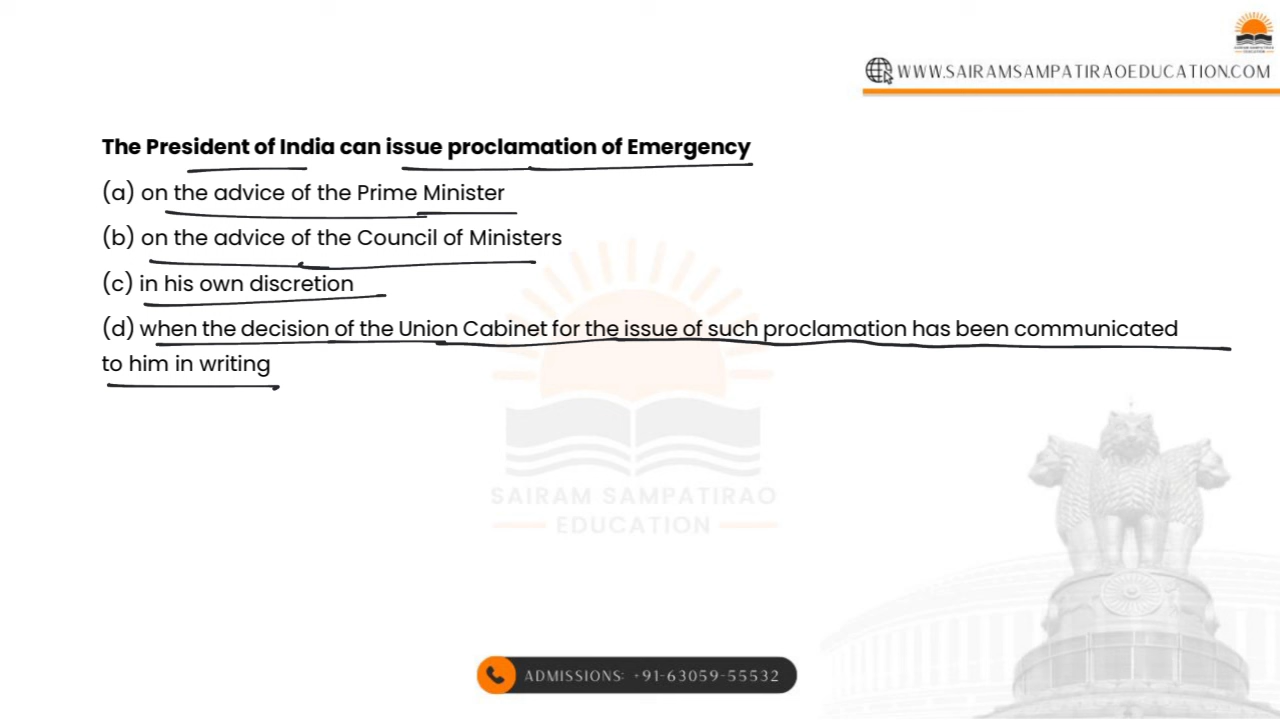 WWW.SAIRAMSAMPATIRAOEDUCATION.COM
The President of India can issue proclamation of Emergency
(a) on the advice of the Prime Minister
(b) on the advice of the Council of Ministers
(c) in his own discretion
(d) when the decision of the Union Cabinet for the issue of such proclamation has been communicated
to him in writing
SAIRAM SAMPATIRAO
EDUCATION
ADMISSIONS: +91-63059-55532